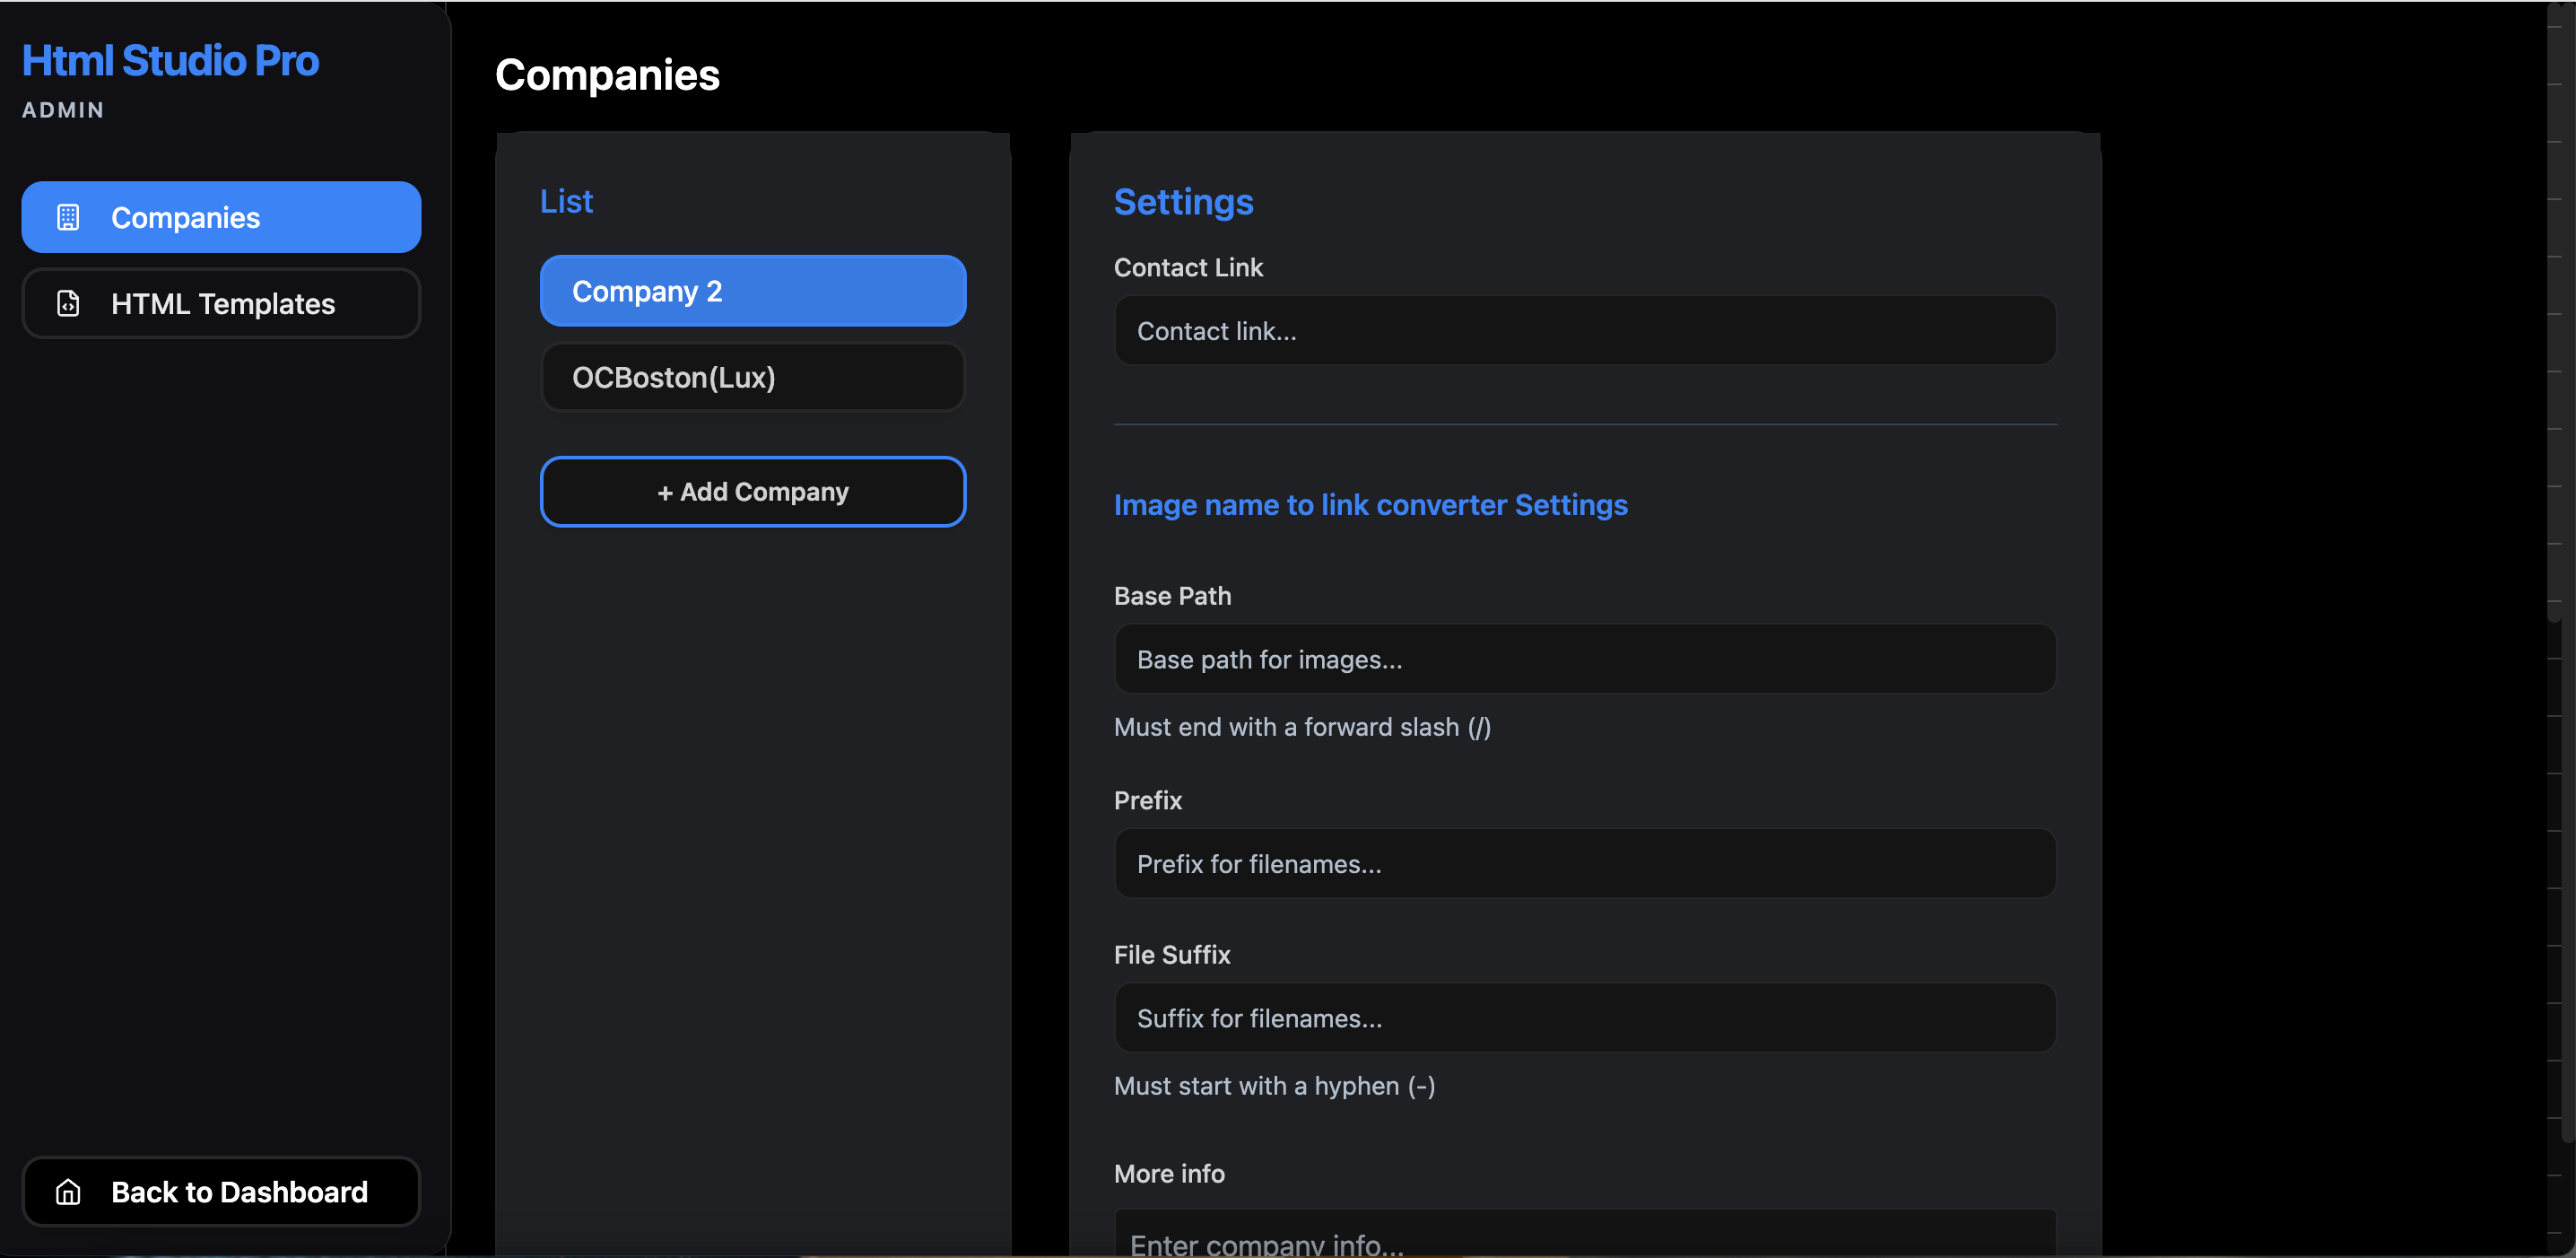 Html Studio Pro
ADMIN
Companies
HTML Templates
Back to Dashboard
Companies
List
Company 2
OCBoston(Lux)
+ Add Company
Settings
Contact Link
Contact link...
Image name to link converter Settings
Base Path
Base path for images...
Must end with a forward slash (/)
Prefix
Prefix for filenames...
File Suffix
Suffix for filenames...
Must start with a hyphen (-)
More info
Enter company info...